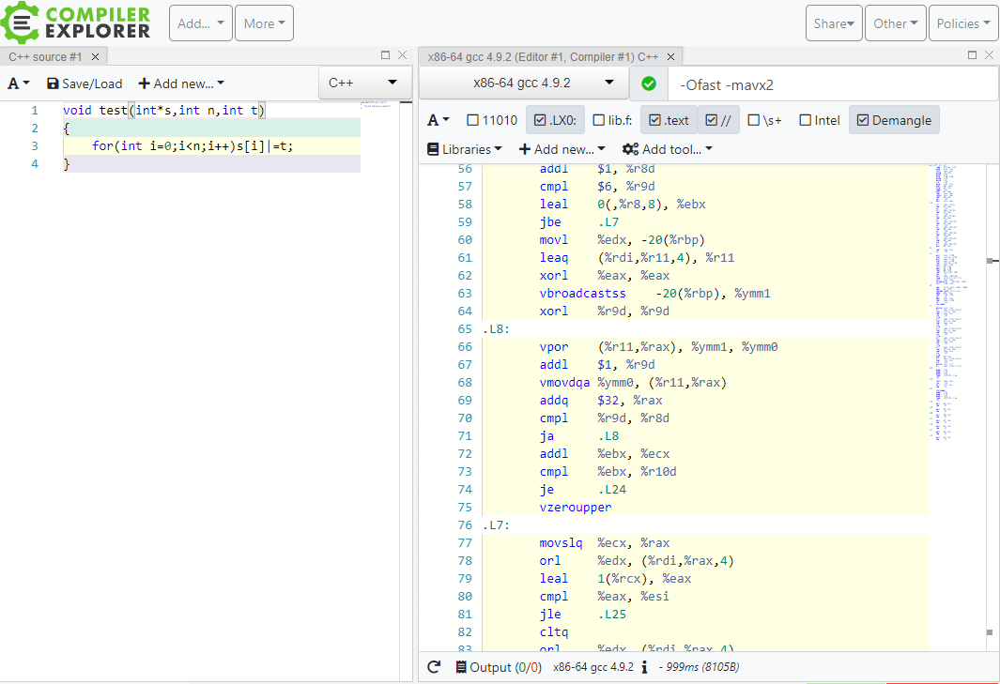 COMPILER
EXPLORER
Add...
More
Share
Other
Policies
C++ source #1
A
Save/Load
Add new...
C++
1 void test(int*s,int n,int t)
2 {
3 for(int i=0;i<n;i++)s[i]|=t;
4 }
x86-64 gcc 4.9.2 (Editor #1, Compiler #1) C++
x86-64 gcc 4.9.2
-Ofast -mavx2
A
11010
.LX0:
lib.f:
.text
//
\s+
Intel
Demangle
Libraries
Add new...
Add tool...
56 addl $1, %r8d
57 cmpl $6, %r9d
58 leal 0(,%r8,8), %ebx
59 jbe .L7
60 movl %edx, -20(%rbp)
61 leaq (%rdi,%r11,4), %r11
62 xorl %eax, %eax
63 vbroadcastss -20(%rbp), %ymm1
64 xorl %r9d, %r9d
65 .L8:
66 vpor (%r11,%rax), %ymm1, %ymm0
67 addl $1, %r9d
68 vmovdqa %ymm0, (%r11,%rax)
69 addq $32, %rax
70 cmpl %r9d, %r8d
71 ja .L8
72 addl %ebx, %ecx
73 cmpl %ebx, %r10d
74 je .L24
75 vzeroupper
76 .L7:
77 movslq %ecx, %rax
78 orl %edx, (%rdi,%rax,4)
79 leal 1(%rcx), %eax
80 cmpl %eax, %esi
81 jle .L25
82 cltq
83 orl %edx, (%rdi,%rax,4)
Output (0/0) x86-64 gcc 4.9.2 i - 999ms (8105B)